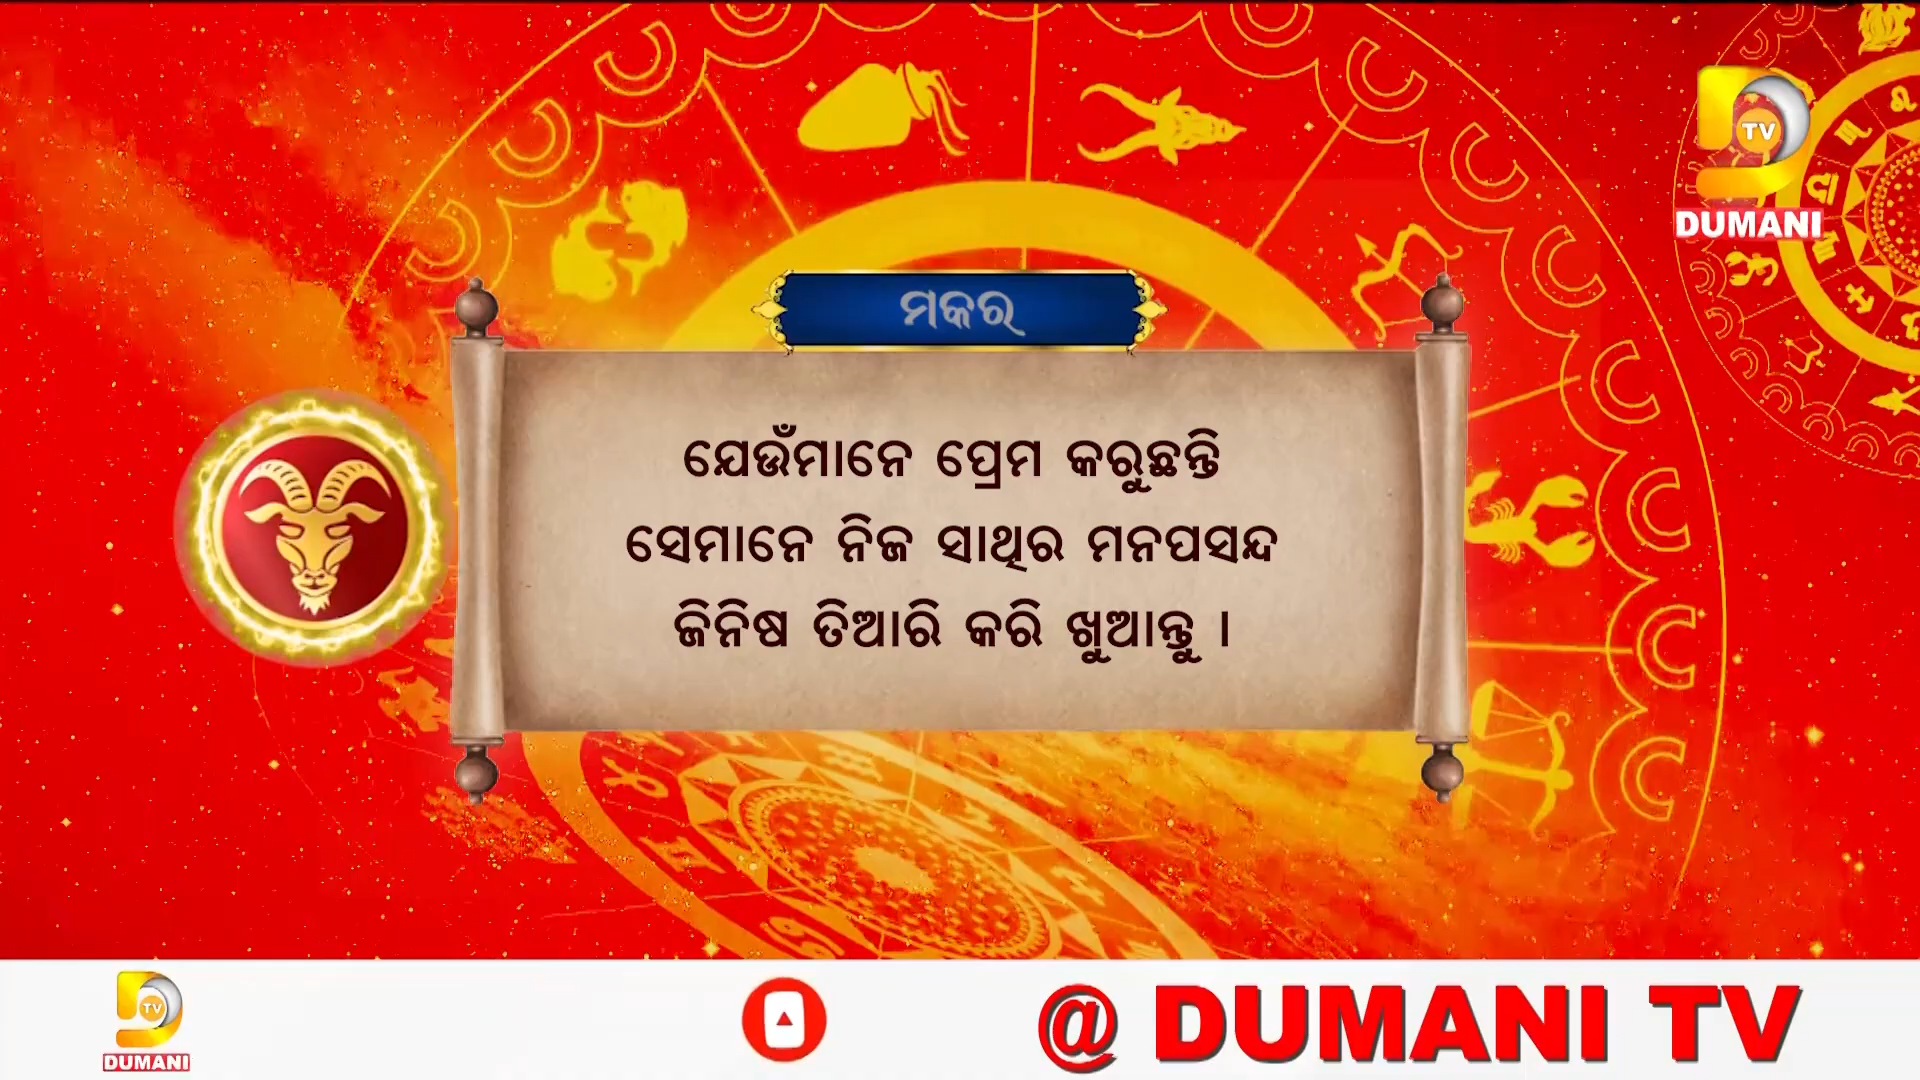 TV
DUMANI
ମକର
ଯେଉଁମାନେ ପ୍ରେମ କରୁଛନ୍ତି
ସେମାନେ ନିଜ ସାଥିର ମନପସନ୍ଦ
ଜିନିଷ ତିଆରି କରି ଖୁଆନ୍ତୁ ।
TV
DUMANI
@ DUMANI TV